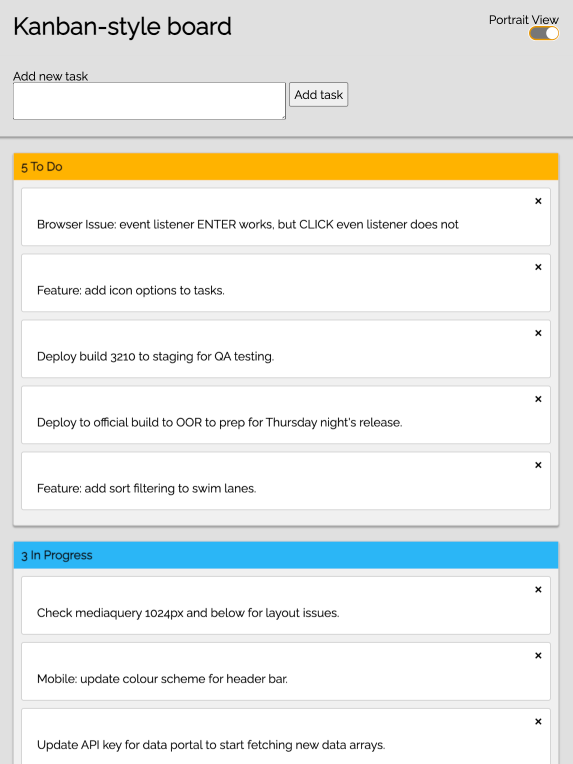 Kanban-style board
Portrait View
Add new task
Add task
5 To Do
×
Browser Issue: event listener ENTER works, but CLICK even listener does not
×
Feature: add icon options to tasks.
×
Deploy build 3210 to staging for QA testing.
×
Deploy to official build to OOR to prep for Thursday night's release.
×
Feature: add sort filtering to swim lanes.
3 In Progress
×
Check mediaquery 1024px and below for layout issues.
×
Mobile: update colour scheme for header bar.
×
Update API key for data portal to start fetching new data arrays.